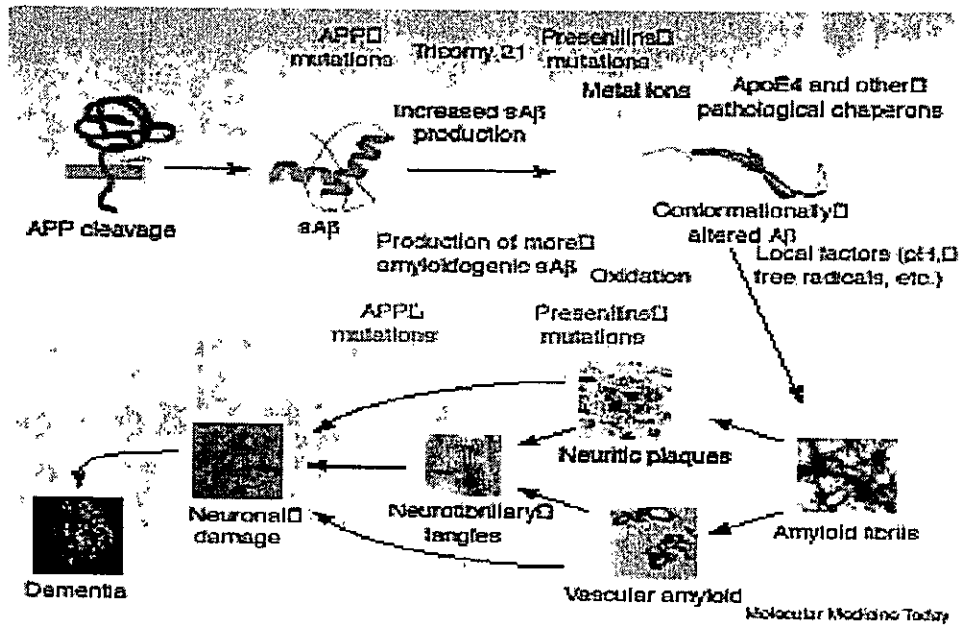 APP□
mutations
Trisomy 21
Presenilins□
mutations
Metal ions
ApoE4 and other□
pathological chaperons
Increased sAβ
production
APP cleavage
sAβ
Conformationally□
altered Aβ
Production of more□
amyloidogenic sAβ
Oxidation
Local factors (pH,□
free radicals, etc.)
APP□
mutations
Presenilins□
mutations
Neuritic plaques
Neuronal□
damage
Neurofibrillary□
tangles
Amyloid fibrils
Dementia
Vascular amyloid
Molecular Medicine Today